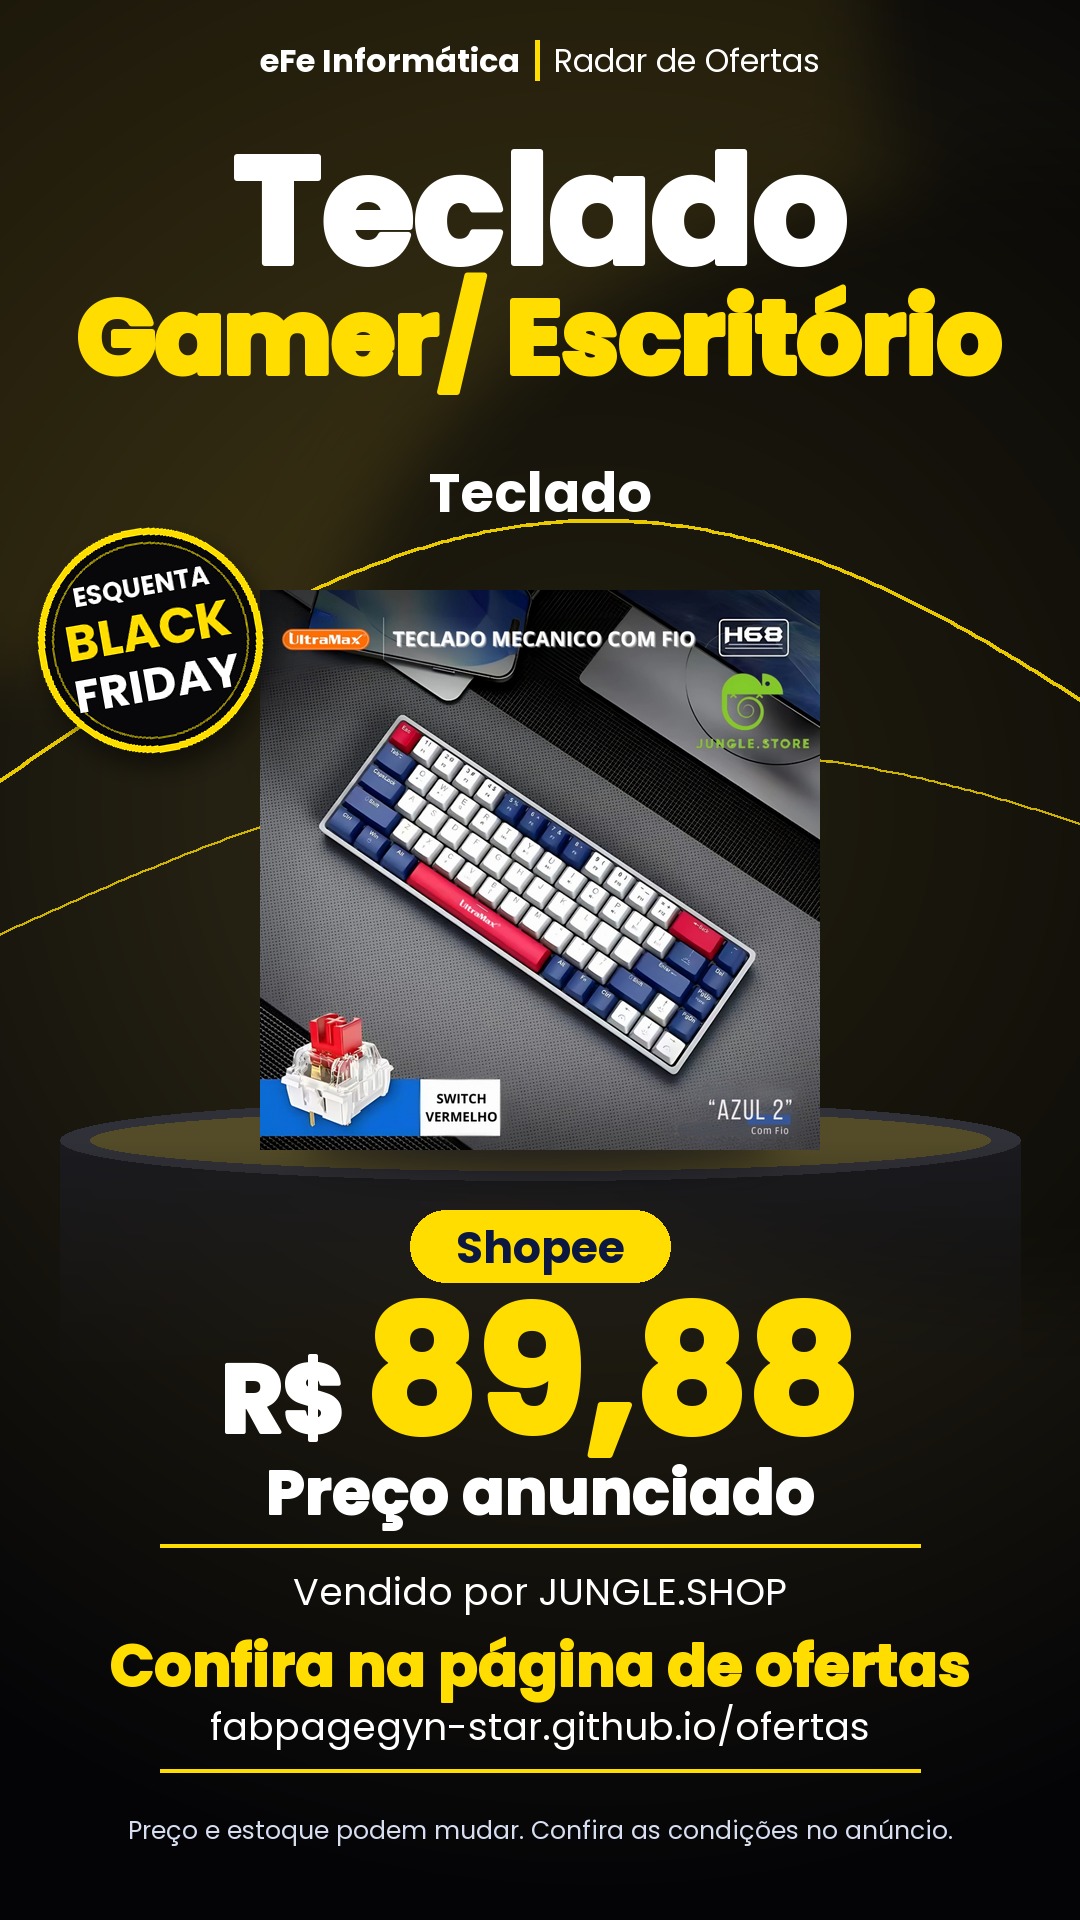 eFe Informática | Radar de Ofertas
Teclado
Gamer/ Escritório
Teclado
ESQUENTA
BLACK
FRIDAY
UltraMax
TECLADO MECANICO COM FIO
H68
JUNGLE.STORE
UltraMax
SWITCH
VERMELHO
“AZUL 2”
Com Fio
Shopee
R$ 89,88
Preço anunciado
Vendido por JUNGLE.SHOP
Confira na página de ofertas
fabpagegyn-star.github.io/ofertas
Preço e estoque podem mudar. Confira as condições no anúncio.